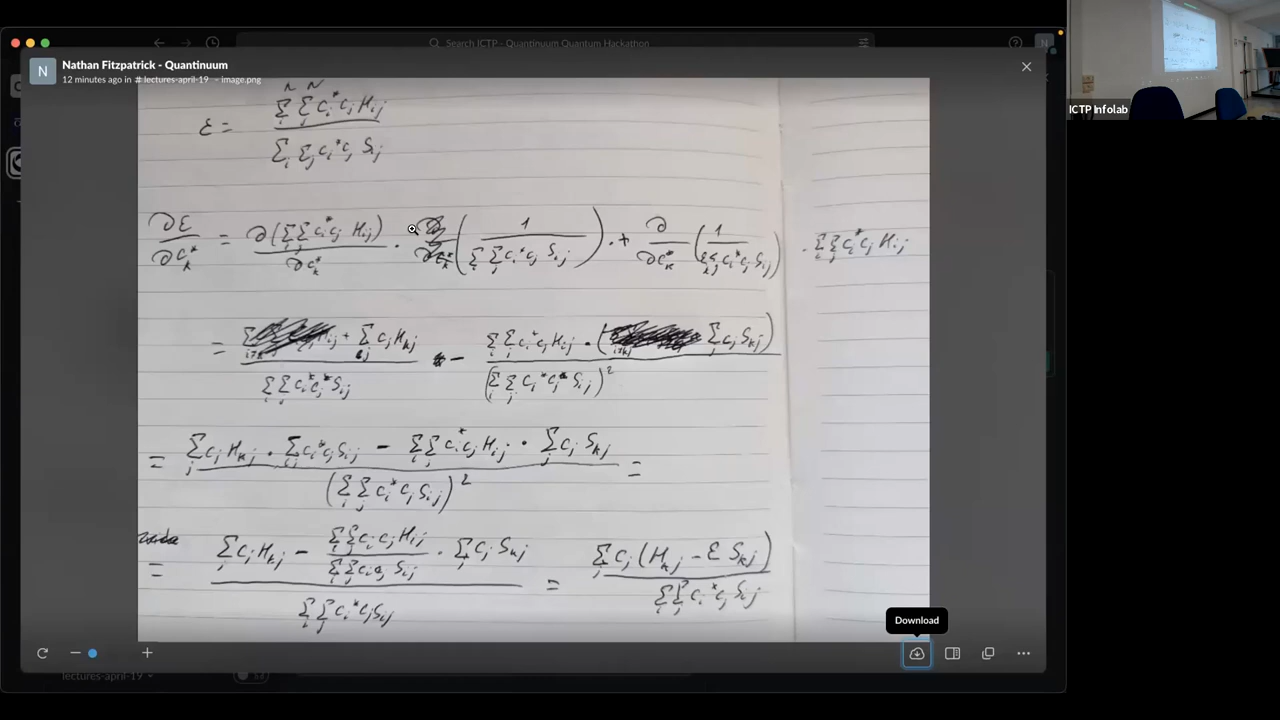 Search ICTP - Quantinuum Quantum Hackathon
N
N
Nathan Fitzpatrick - Quantinuum
12 minutes ago in # lectures-april-19 - image.png
ICTP Infolab
ε = Σ_i^N Σ_j^N c_i* c_j H_ij / Σ_i Σ_j c_i* c_j S_ij
∂ε/∂c_k* = ∂(Σ_i Σ_j c_i* c_j H_ij)/∂c_k* · (1/(Σ_i Σ_j c_i* c_j S_ij)) · + ∂/∂c_k* (1/(Σ_i Σ_j c_i* c_j S_ij)) · Σ_i Σ_j c_i* c_j H_ij
= Σ_j c_j H_kj / Σ Σ c_i* c_j* S_ij - Σ_i Σ_j c_i* c_j H_ij · (Σ_j c_j S_kj) / (Σ_i Σ_j c_i* c_j S_ij)²
= (Σ_j c_j H_kj · Σ_ij c_i* c_j S_ij - Σ_i Σ_j c_i* c_j H_ij · Σ_j c_j S_kj) / (Σ_i Σ_j c_i* c_j S_ij)² =
= (Σ_j c_j H_kj - (Σ_i Σ_j c_i c_j H_ij / Σ_i Σ_j c_i c_j S_ij) · Σ_j c_j S_kj) / Σ_i Σ_j c_i* c_j S_ij = Σ_j c_j (H_kj - ε S_kj) / Σ_i Σ_j c_i* c_j S_ij
Download
lectures-april-19